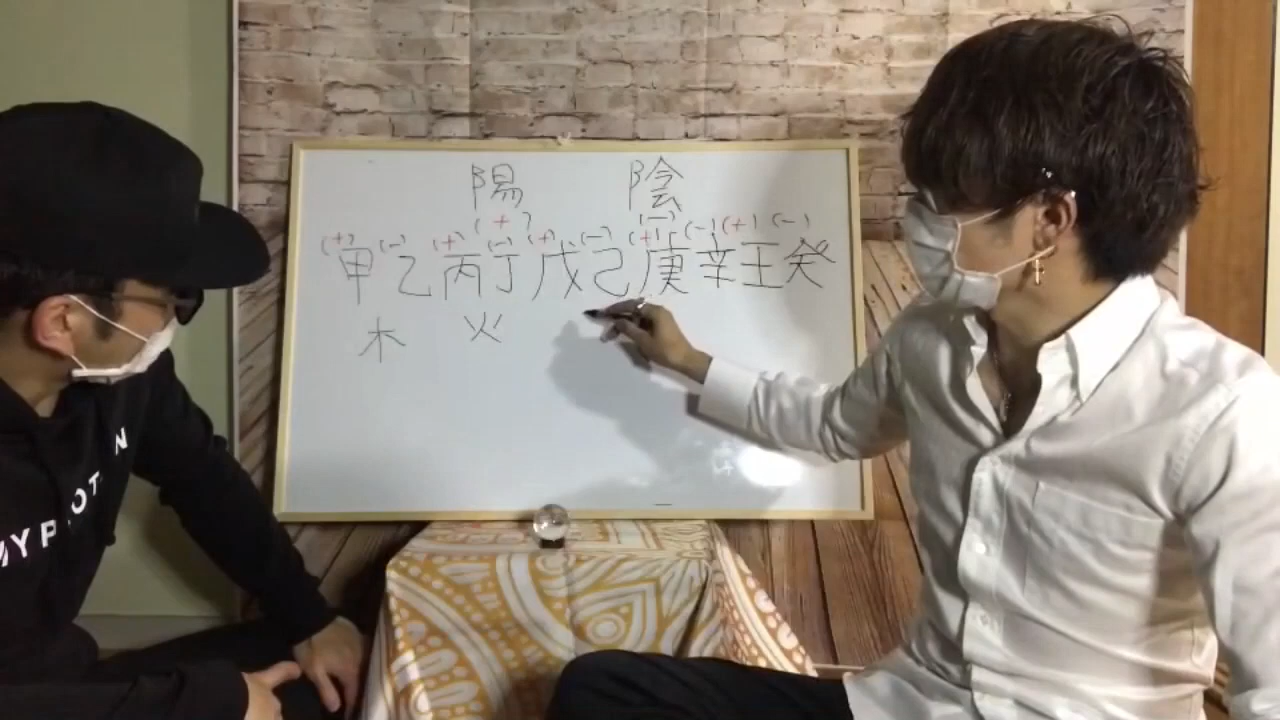 陽 陰
(+) (-)
(+) (-) (+) (-) (+) (-) (+) (-) (+) (-)
甲乙丙丁戊己庚辛壬癸
木 火